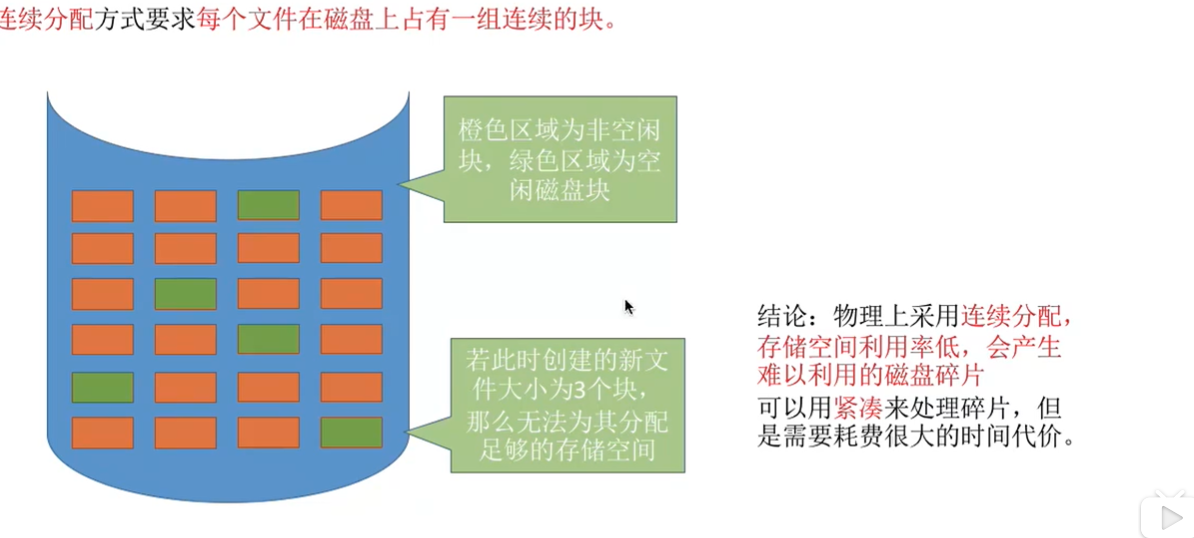 连续分配方式要求每个文件在磁盘上占有一组连续的块。
橙色区域为非空闲
块，绿色区域为空
闲磁盘块
若此时创建的新文
件大小为3个块，
那么无法为其分配
足够的存储空间
结论：物理上采用连续分配，
存储空间利用率低，会产生
难以利用的磁盘碎片
可以用紧凑来处理碎片，但
是需要耗费很大的时间代价。